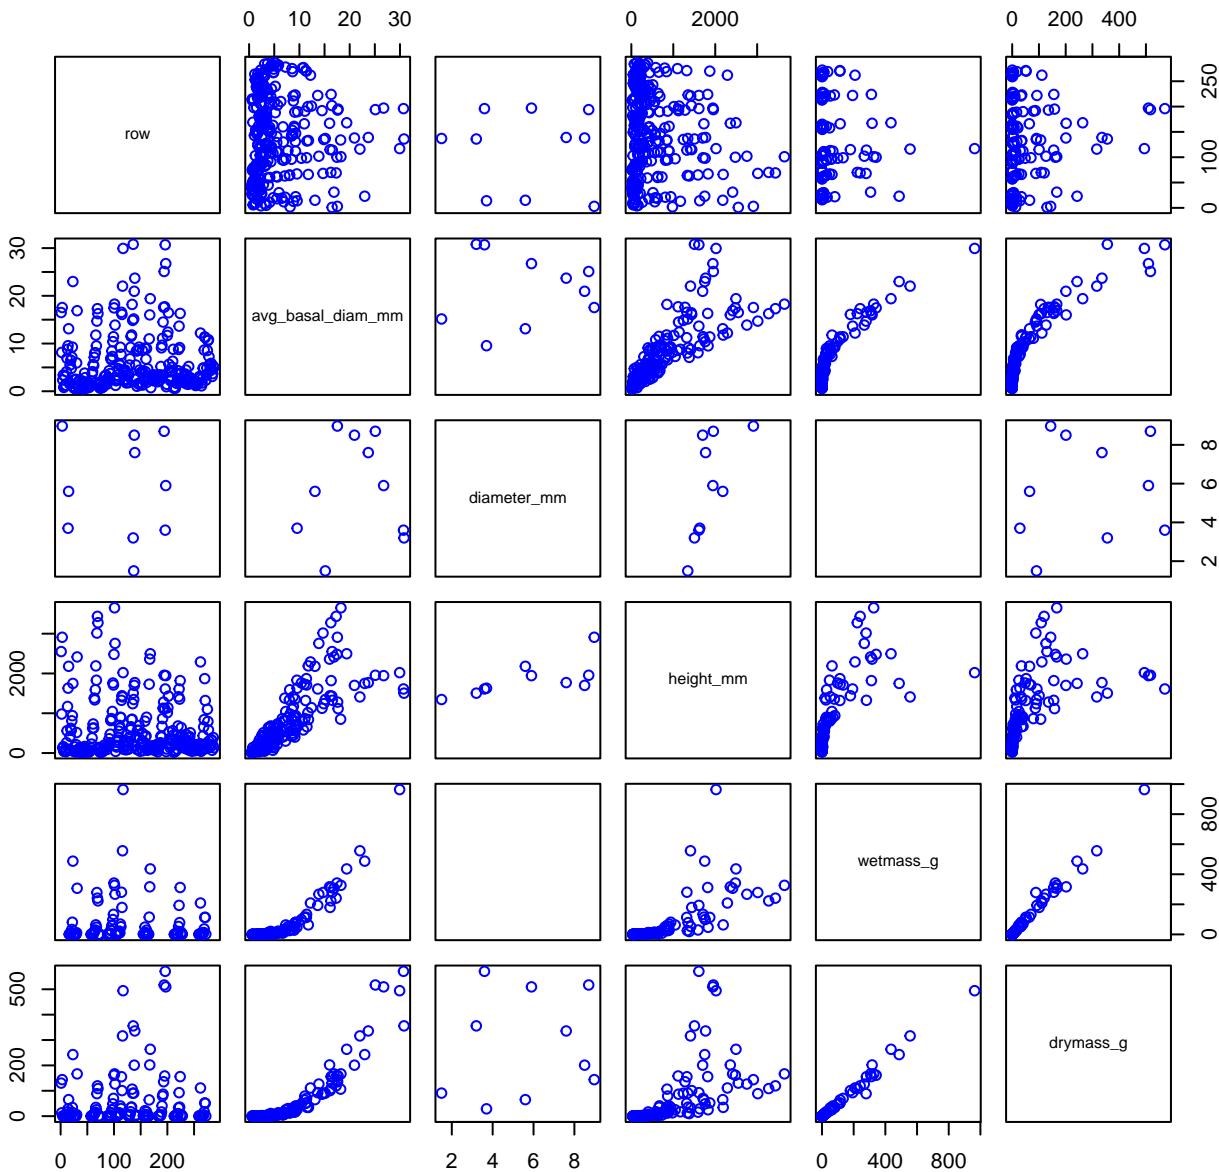 0 10 20 30 0 2000 0 200 400
row 0 100 250
0 10 20 30 avg_basal_diam_mm
diameter_mm 2 4 6 8
0 2000 height_mm
wetmass_g 0 400 800
0 200 500 drymass_g
0 100 200 2 4 6 8 0 400 800